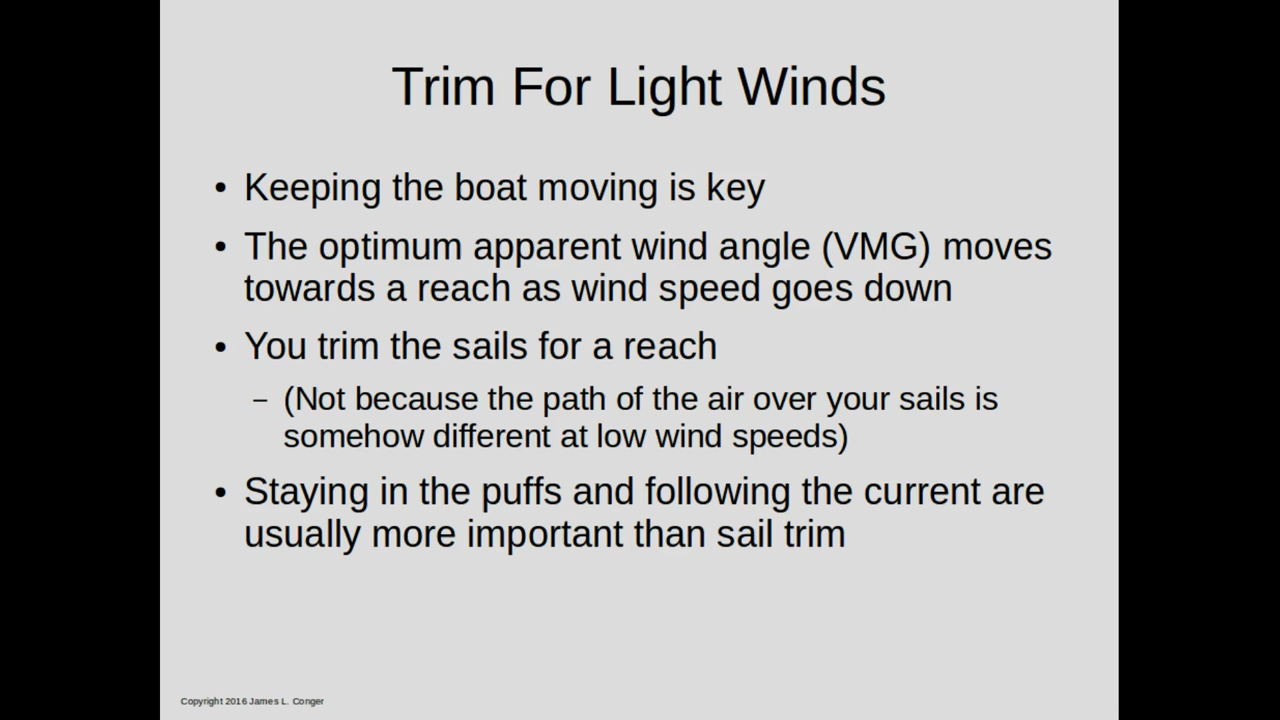 Trim For Light Winds
• Keeping the boat moving is key
• The optimum apparent wind angle (VMG) moves
towards a reach as wind speed goes down
• You trim the sails for a reach
– (Not because the path of the air over your sails is
somehow different at low wind speeds)
• Staying in the puffs and following the current are
usually more important than sail trim
Copyright 2016 James L. Conger